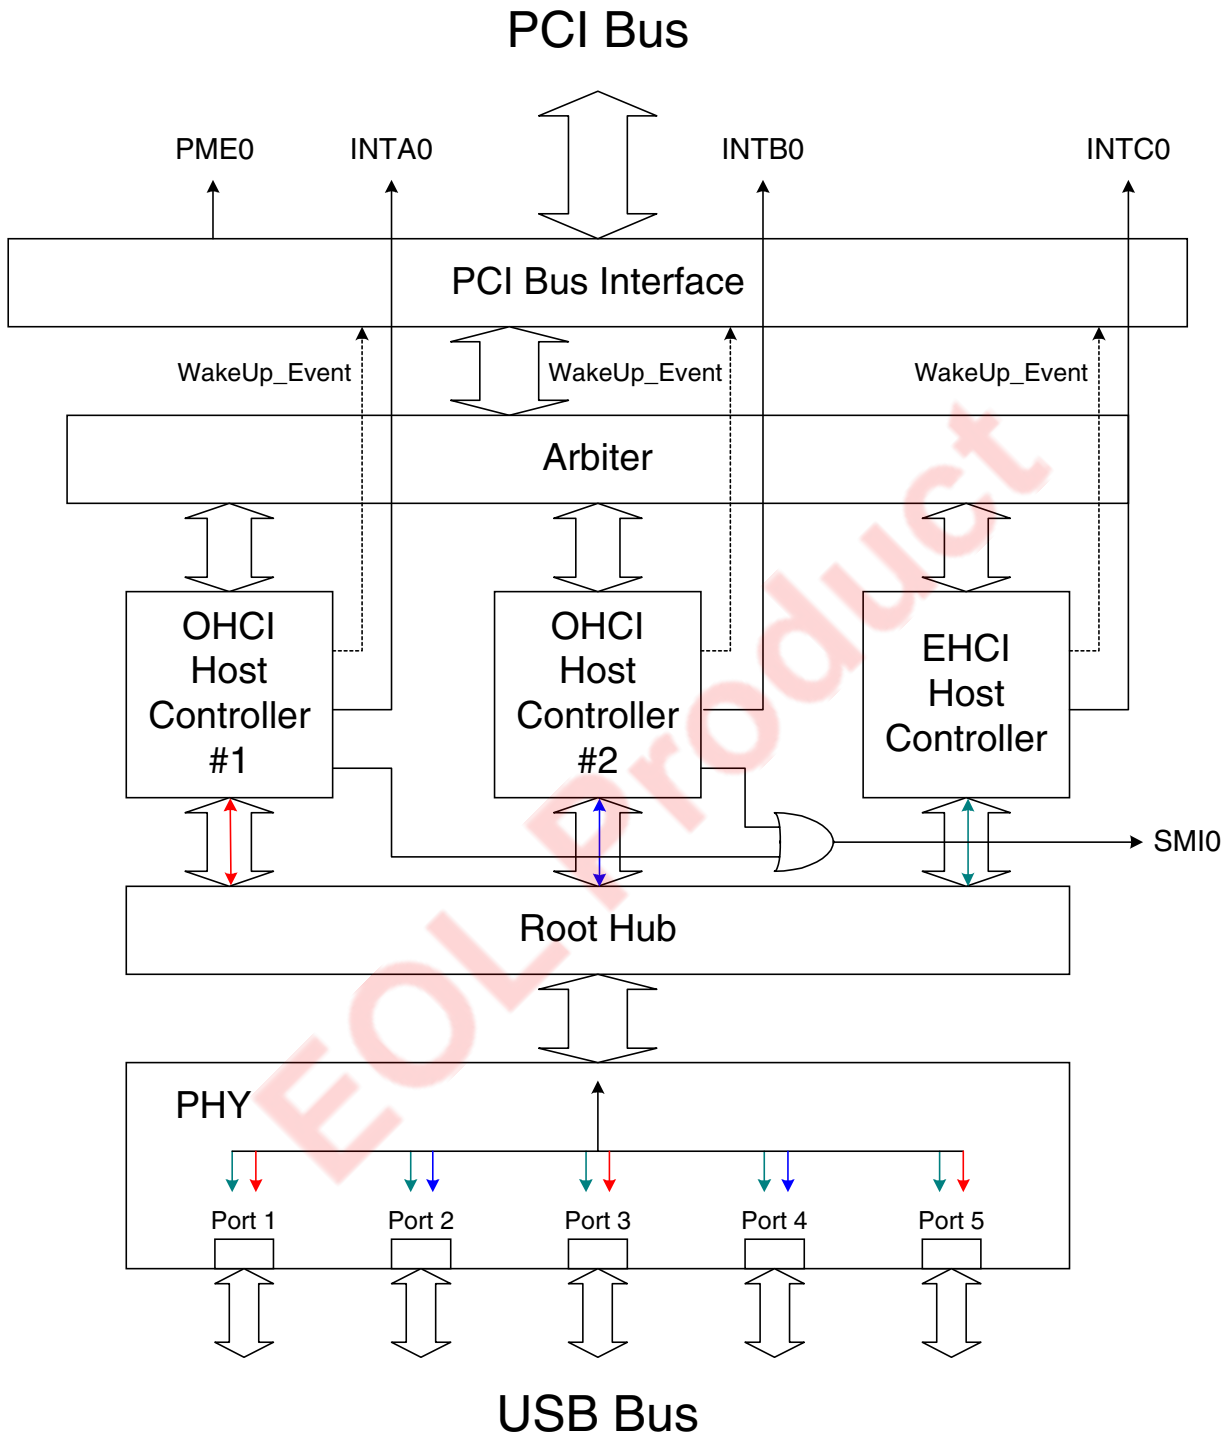 PCI Bus
PME0
INTA0
INTB0
INTC0
PCI Bus Interface
WakeUp_Event
WakeUp_Event
WakeUp_Event
Arbiter
OHCI
Host
Controller
#1
OHCI
Host
Controller
#2
EHCI
Host
Controller
SMI0
Root Hub
PHY
Port 1
Port 2
Port 3
Port 4
Port 5
USB Bus
EOL Product